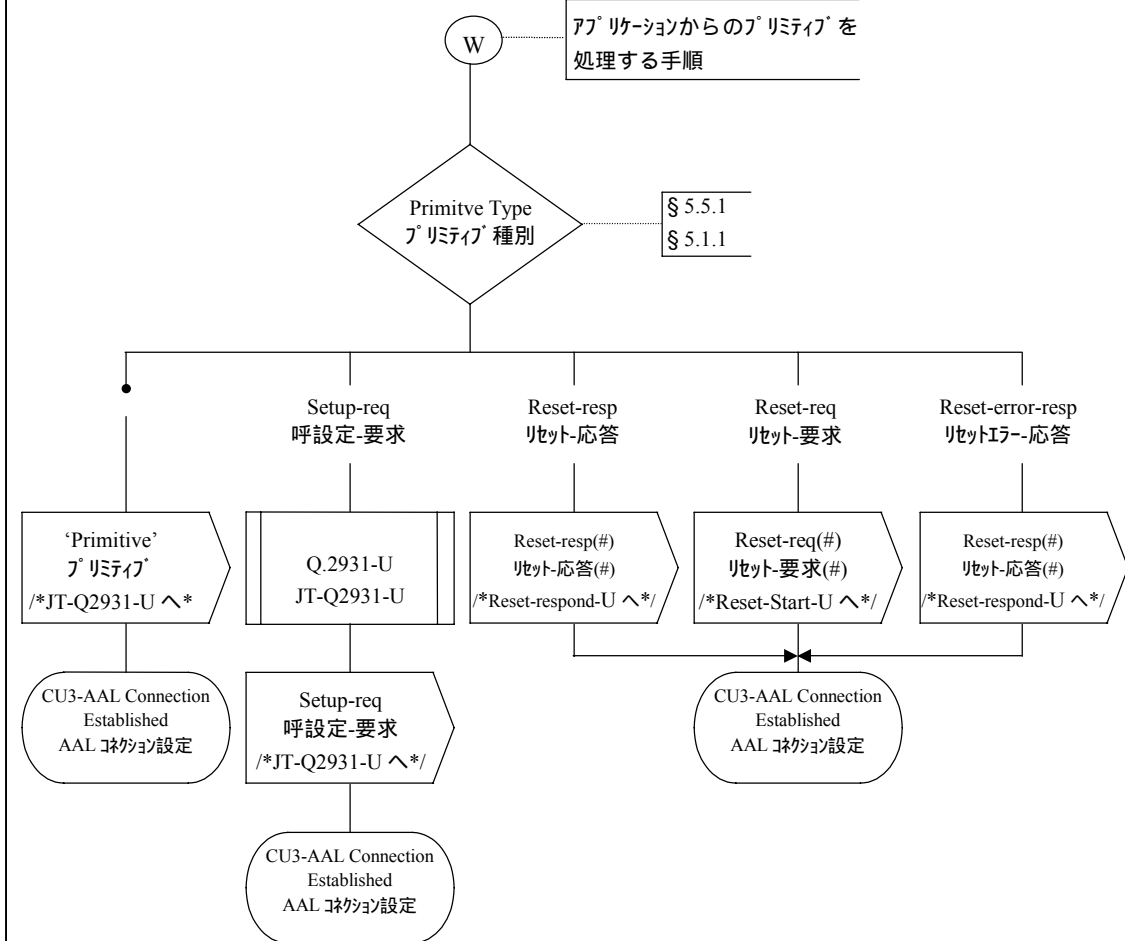 W
ｱﾌﾟﾘｹｰｼｮﾝからのﾌﾟﾘﾐﾃｨﾌﾞを
処理する手順
Primitve Type
ﾌﾟﾘﾐﾃｨﾌﾞ種別
§ 5.5.1
§ 5.1.1
Setup-req
呼設定-要求
Reset-resp
ﾘｾｯﾄ-応答
Reset-req
ﾘｾｯﾄ-要求
Reset-error-resp
ﾘｾｯﾄｴﾗｰ-応答
‘Primitive’
ﾌﾟﾘﾐﾃｨﾌﾞ
/*JT-Q2931-U へ*
Q.2931-U
JT-Q2931-U
Reset-resp(#)
ﾘｾｯﾄ-応答(#)
/*Reset-respond-U へ*/
Reset-req(#)
ﾘｾｯﾄ-要求(#)
/*Reset-Start-U へ*/
Reset-resp(#)
ﾘｾｯﾄ-応答(#)
/*Reset-respond-U へ*/
CU3-AAL Connection
Established
AAL ｺﾈｸｼｮﾝ設定
Setup-req
呼設定-要求
/*JT-Q2931-U へ*/
CU3-AAL Connection
Established
AAL ｺﾈｸｼｮﾝ設定
CU3-AAL Connection
Established
AAL ｺﾈｸｼｮﾝ設定